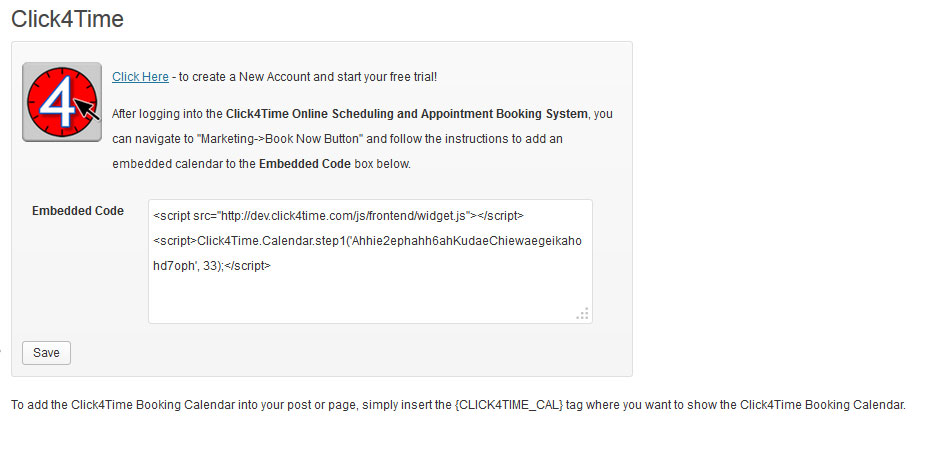 Click4Time
4
Click Here - to create a New Account and start your free trial!
After logging into the Click4Time Online Scheduling and Appointment Booking System, you
can navigate to "Marketing->Book Now Button" and follow the instructions to add an
embedded calendar to the Embedded Code box below.
Embedded Code
<script src="http://dev.click4time.com/js/frontend/widget.js"></script>
<script>Click4Time.Calendar.step1('Ahhie2ephahh6ahKudaeChiewaegeikaho
hd7oph', 33);</script>
Save
To add the Click4Time Booking Calendar into your post or page, simply insert the {CLICK4TIME_CAL} tag where you want to show the Click4Time Booking Calendar.